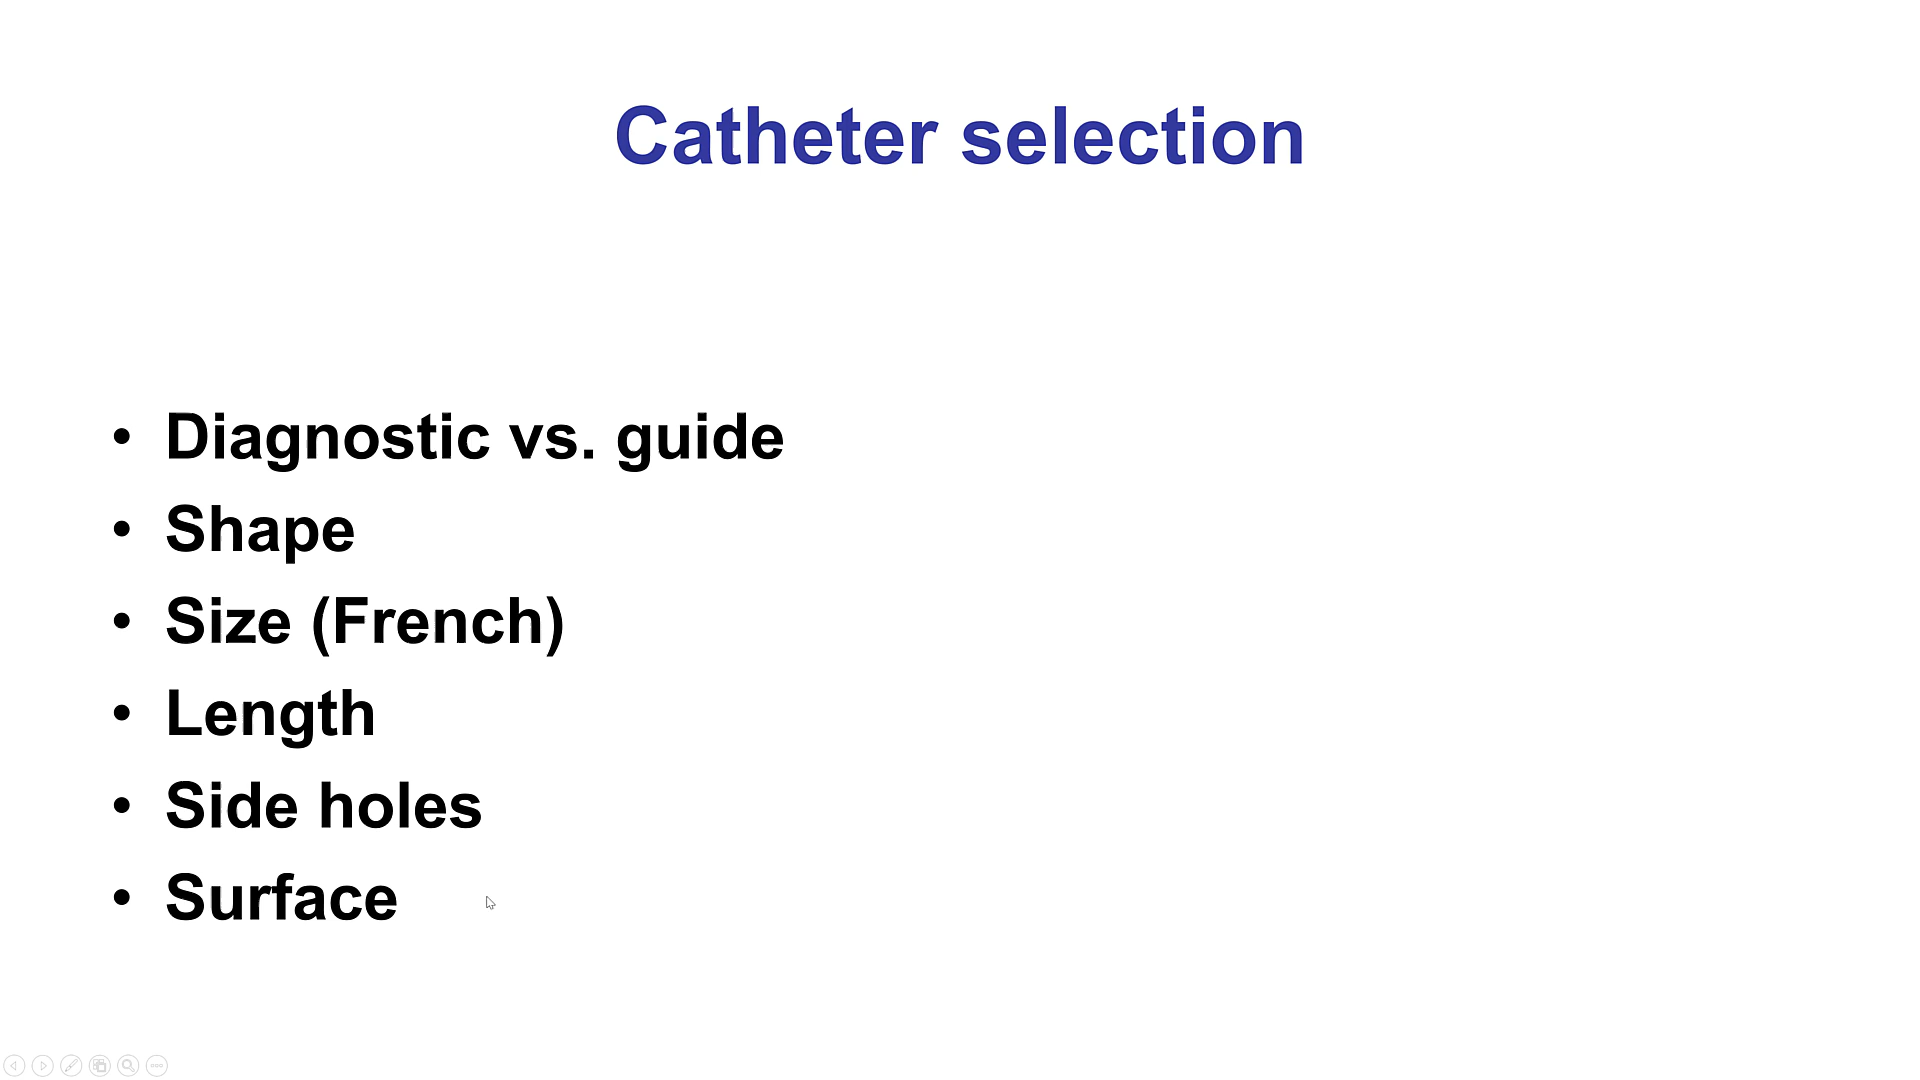 Catheter selection
• Diagnostic vs. guide
• Shape
• Size (French)
• Length
• Side holes
• Surface